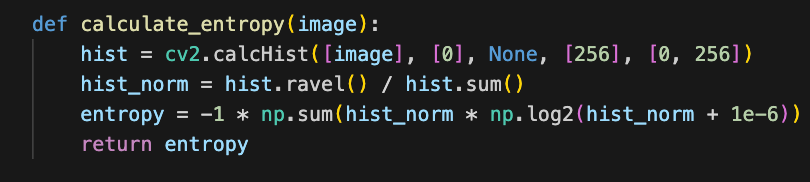 def calculate_entropy(image):
    hist = cv2.calcHist([image], [0], None, [256], [0, 256])
    hist_norm = hist.ravel() / hist.sum()
    entropy = -1 * np.sum(hist_norm * np.log2(hist_norm + 1e-6))
    return entropy